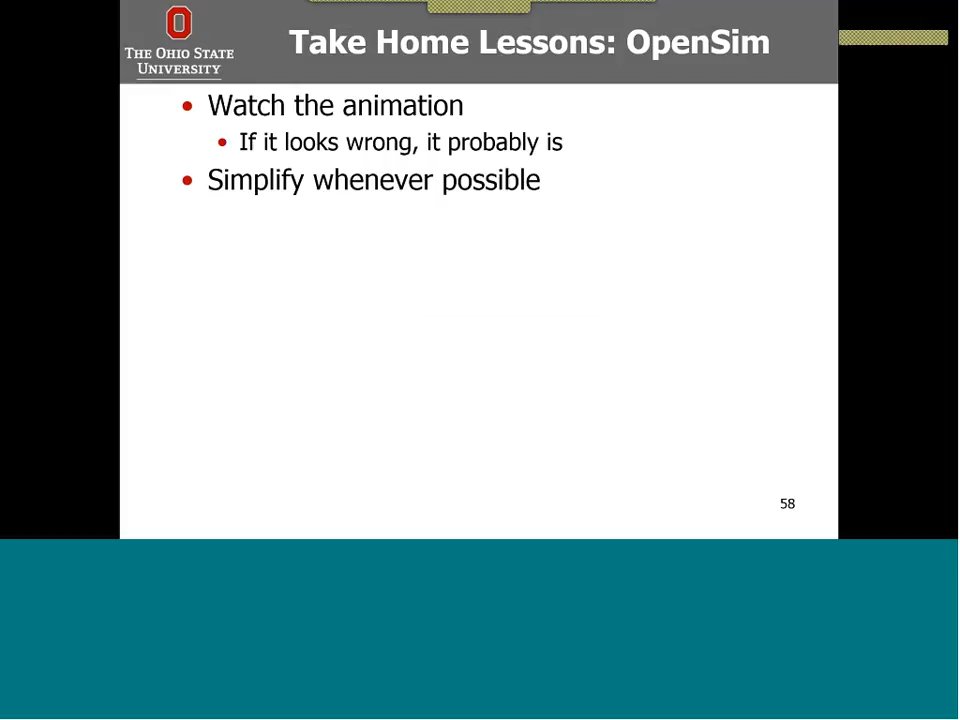 THE OHIO STATE
UNIVERSITY
Take Home Lessons: OpenSim
• Watch the animation
• If it looks wrong, it probably is
• Simplify whenever possible
58